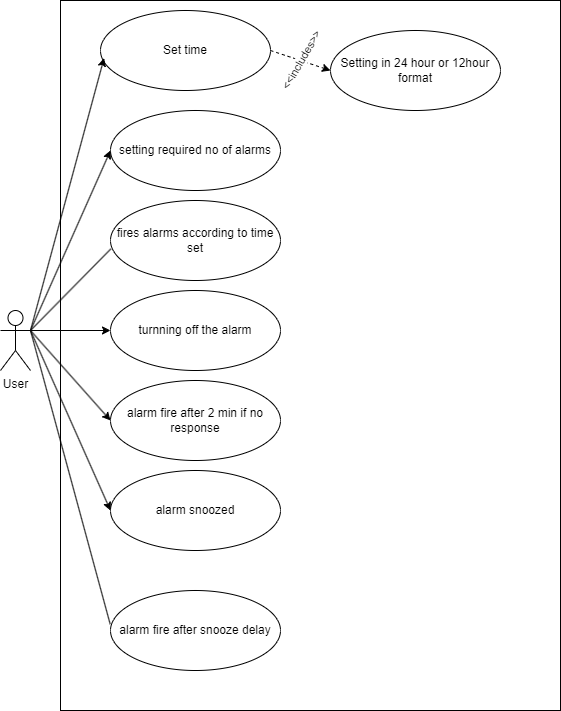 Set time
<<includes>>
Setting in 24 hour or 12hour
format
setting required no of alarms
fires alarms according to time
set
turnning off the alarm
User
alarm fire after 2 min if no
response
alarm snoozed
alarm fire after snooze delay